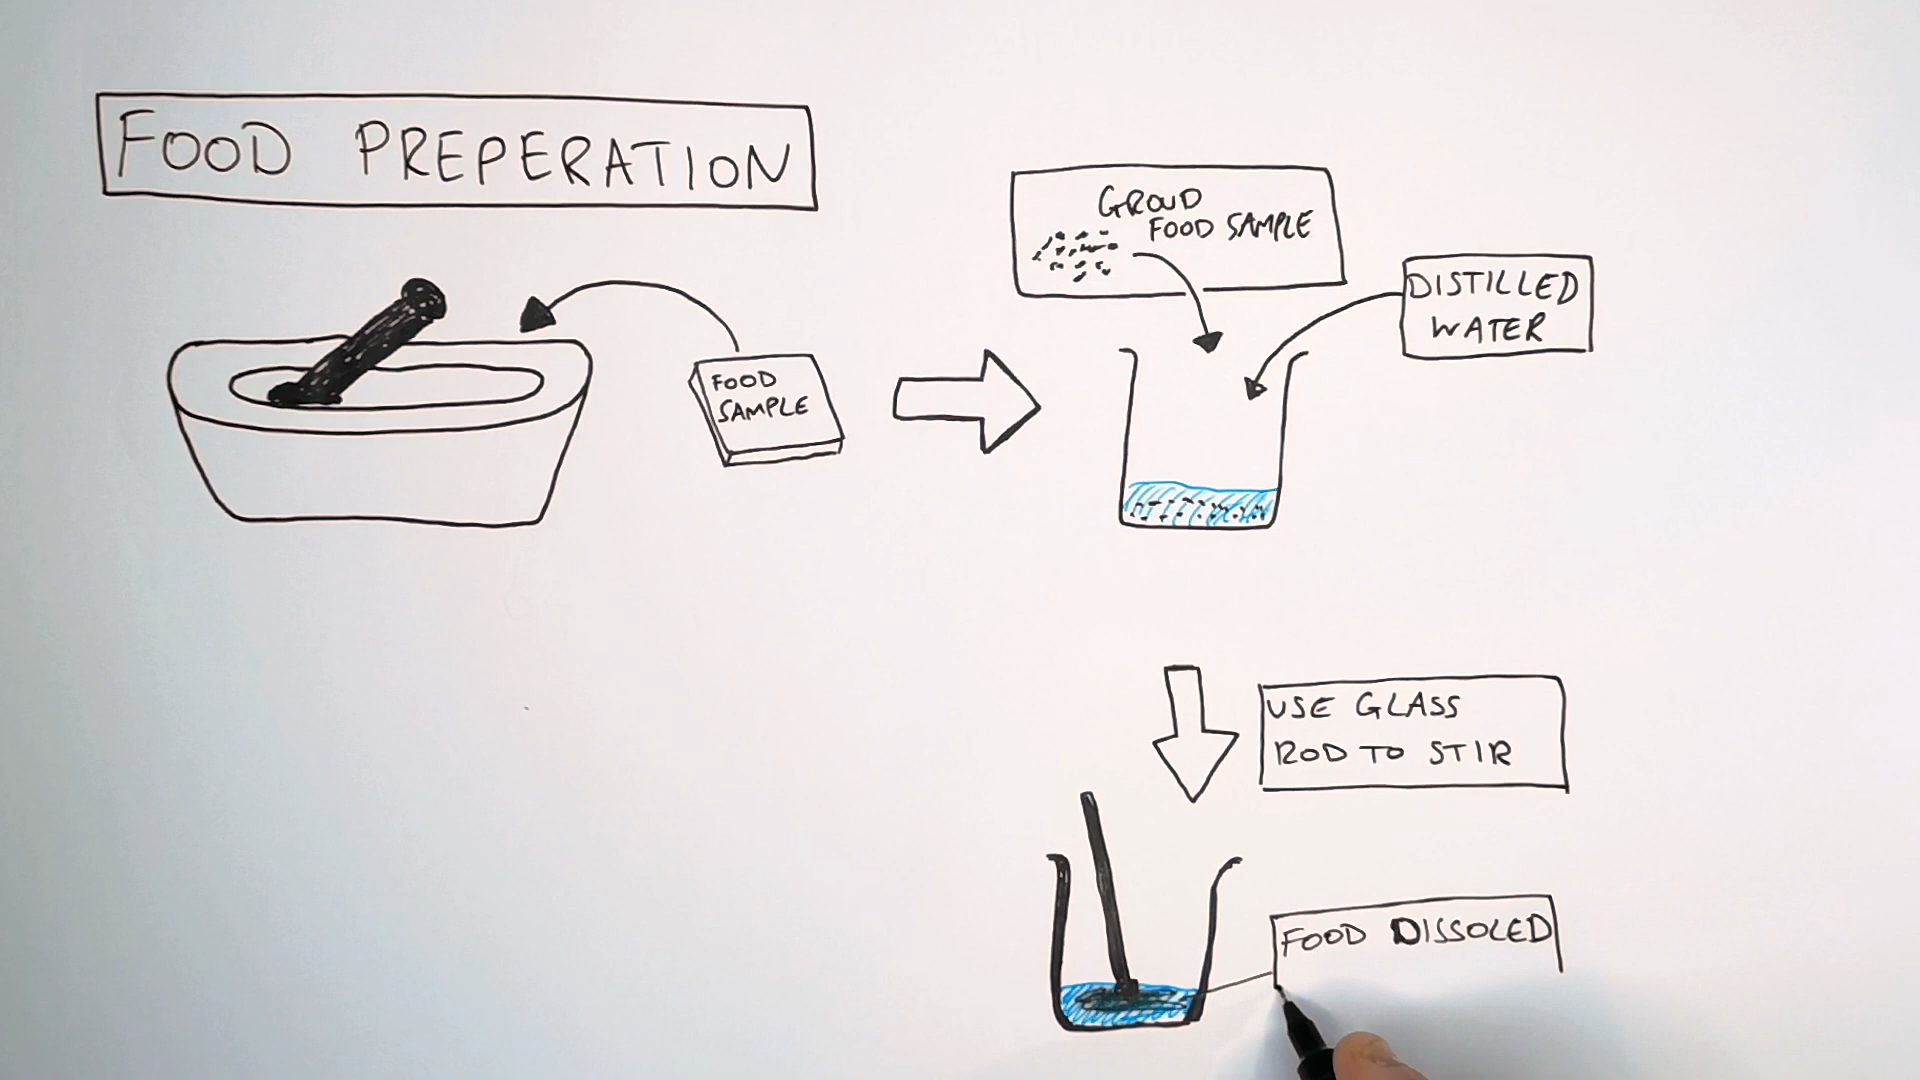 FOOD PREPERATION
GROUD
FOOD SAMPLE
DISTILLED
WATER
FOOD
SAMPLE
USE GLASS
ROD TO STIR
FOOD DISSOLED